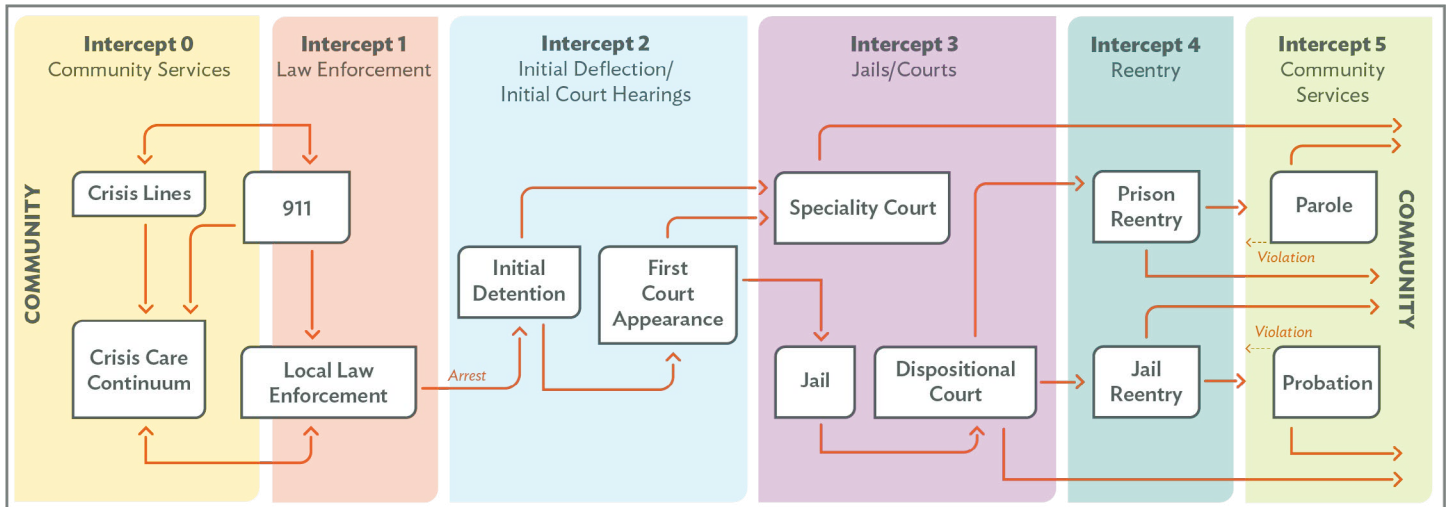 Intercept 0
Community Services
Intercept 1
Law Enforcement
Intercept 2
Initial Deflection/
Initial Court Hearings
Intercept 3
Jails/Courts
Intercept 4
Reentry
Intercept 5
Community
Services
COMMUNITY
Crisis Lines
911
Crisis Care
Continuum
Local Law
Enforcement
Arrest
Initial
Detention
First
Court
Appearance
Speciality Court
Jail
Dispositional
Court
Prison
Reentry
Jail
Reentry
Parole
Violation
Violation
Probation
COMMUNITY